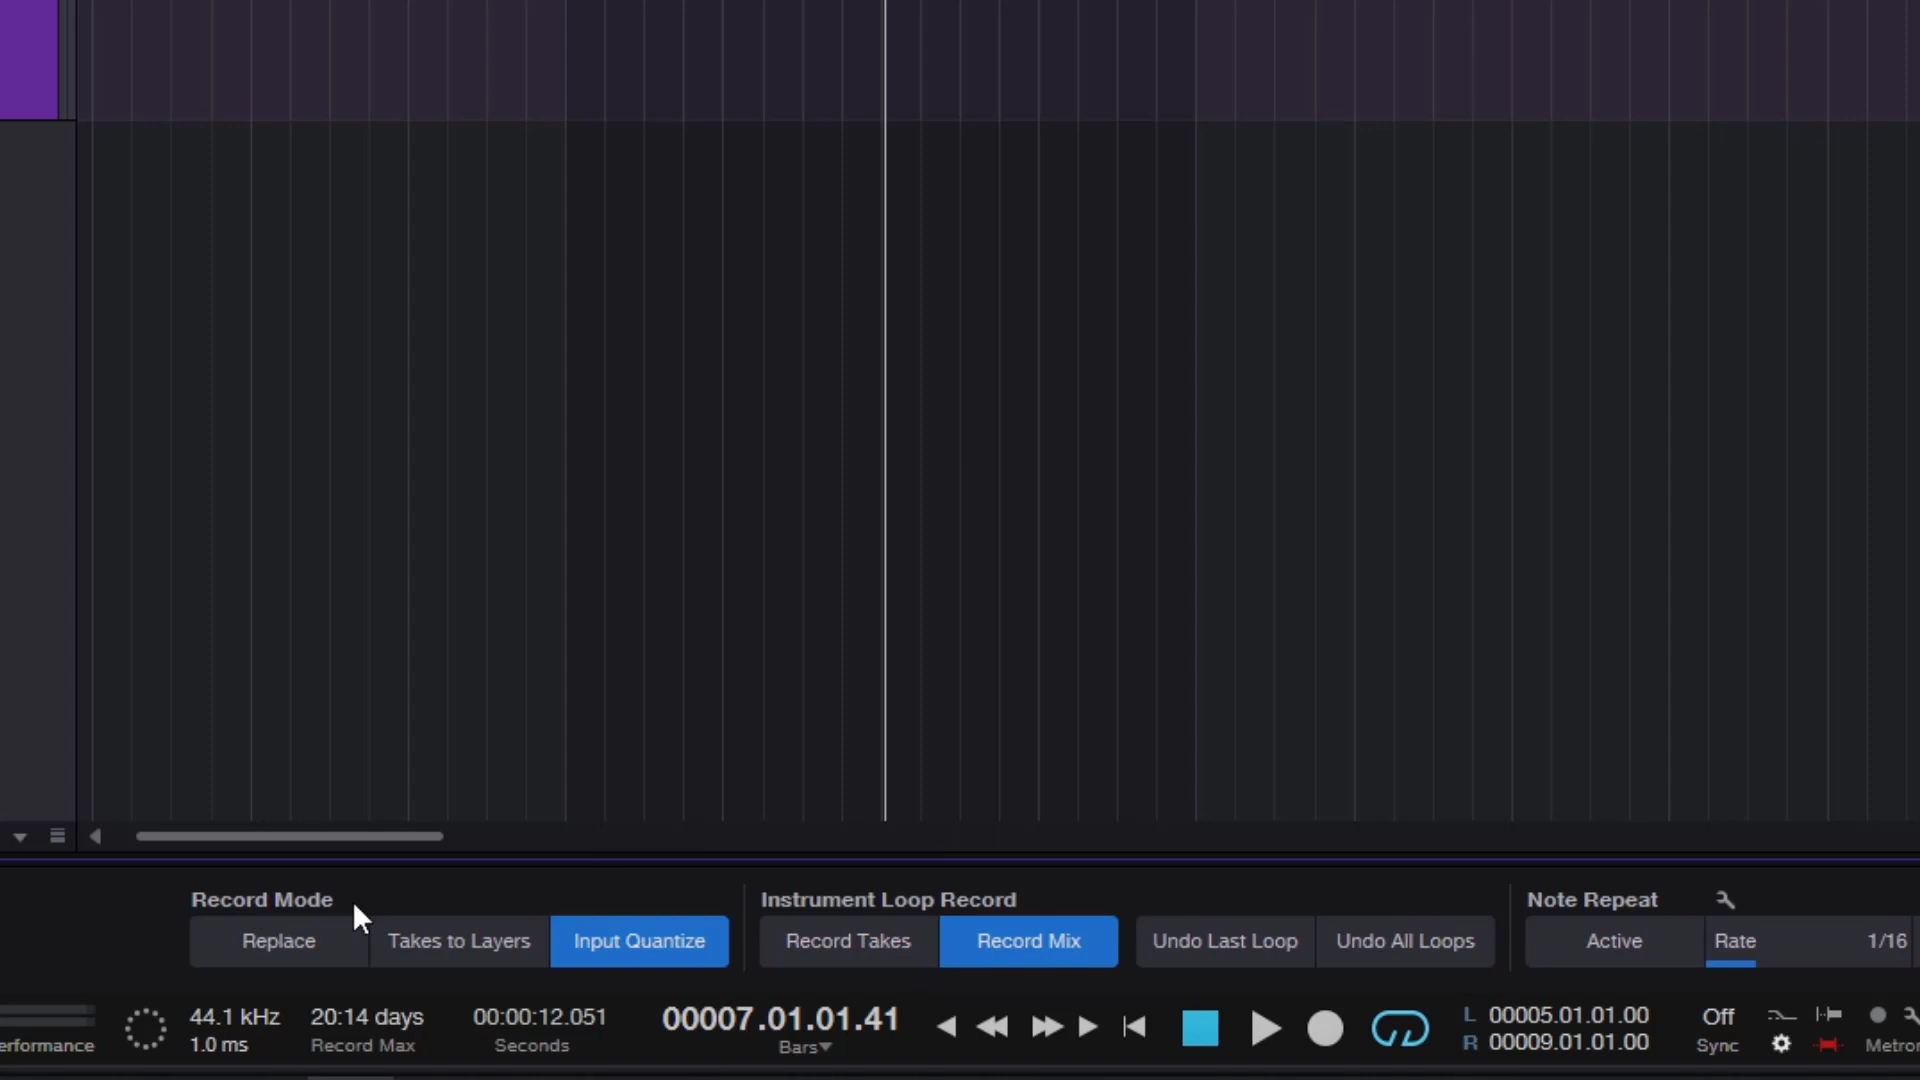 Record Mode
Replace
Takes to Layers
Input Quantize
Instrument Loop Record
Record Takes
Record Mix
Undo Last Loop
Undo All Loops
Note Repeat
Active
Rate
1/16
erformance
44.1 kHz
1.0 ms
20:14 days
Record Max
00:00:12.051
Seconds
00007.01.01.41
Bars
L 00005.01.01.00
R 00009.01.01.00
Off
Sync
Metron